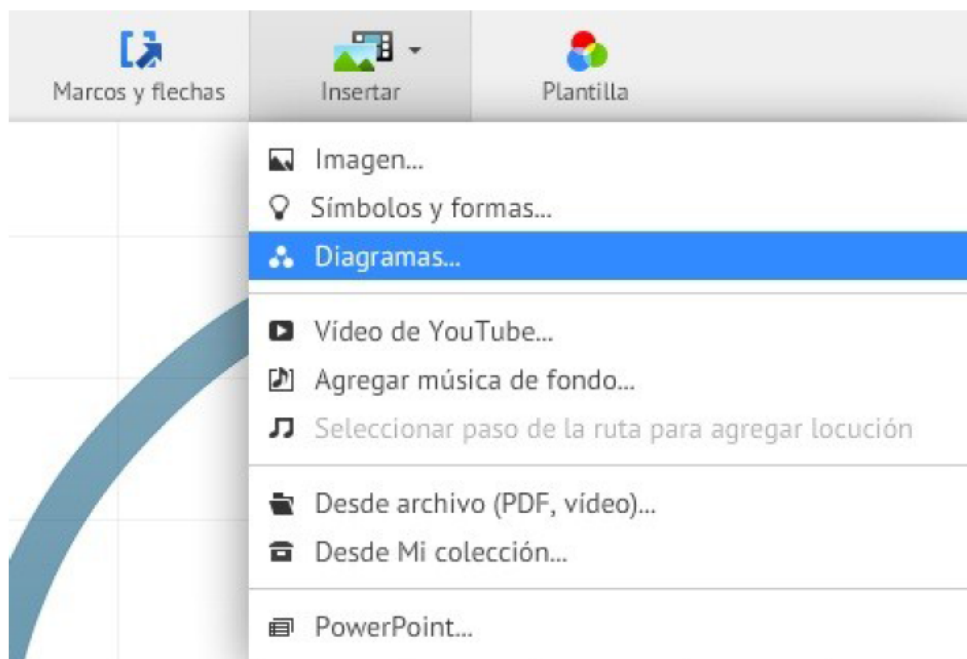 Marcos y flechas
Insertar
Plantilla
Imagen...
Símbolos y formas...
Diagramas...
Vídeo de YouTube...
Agregar música de fondo...
Seleccionar paso de la ruta para agregar locución
Desde archivo (PDF, vídeo)...
Desde Mi colección...
PowerPoint...